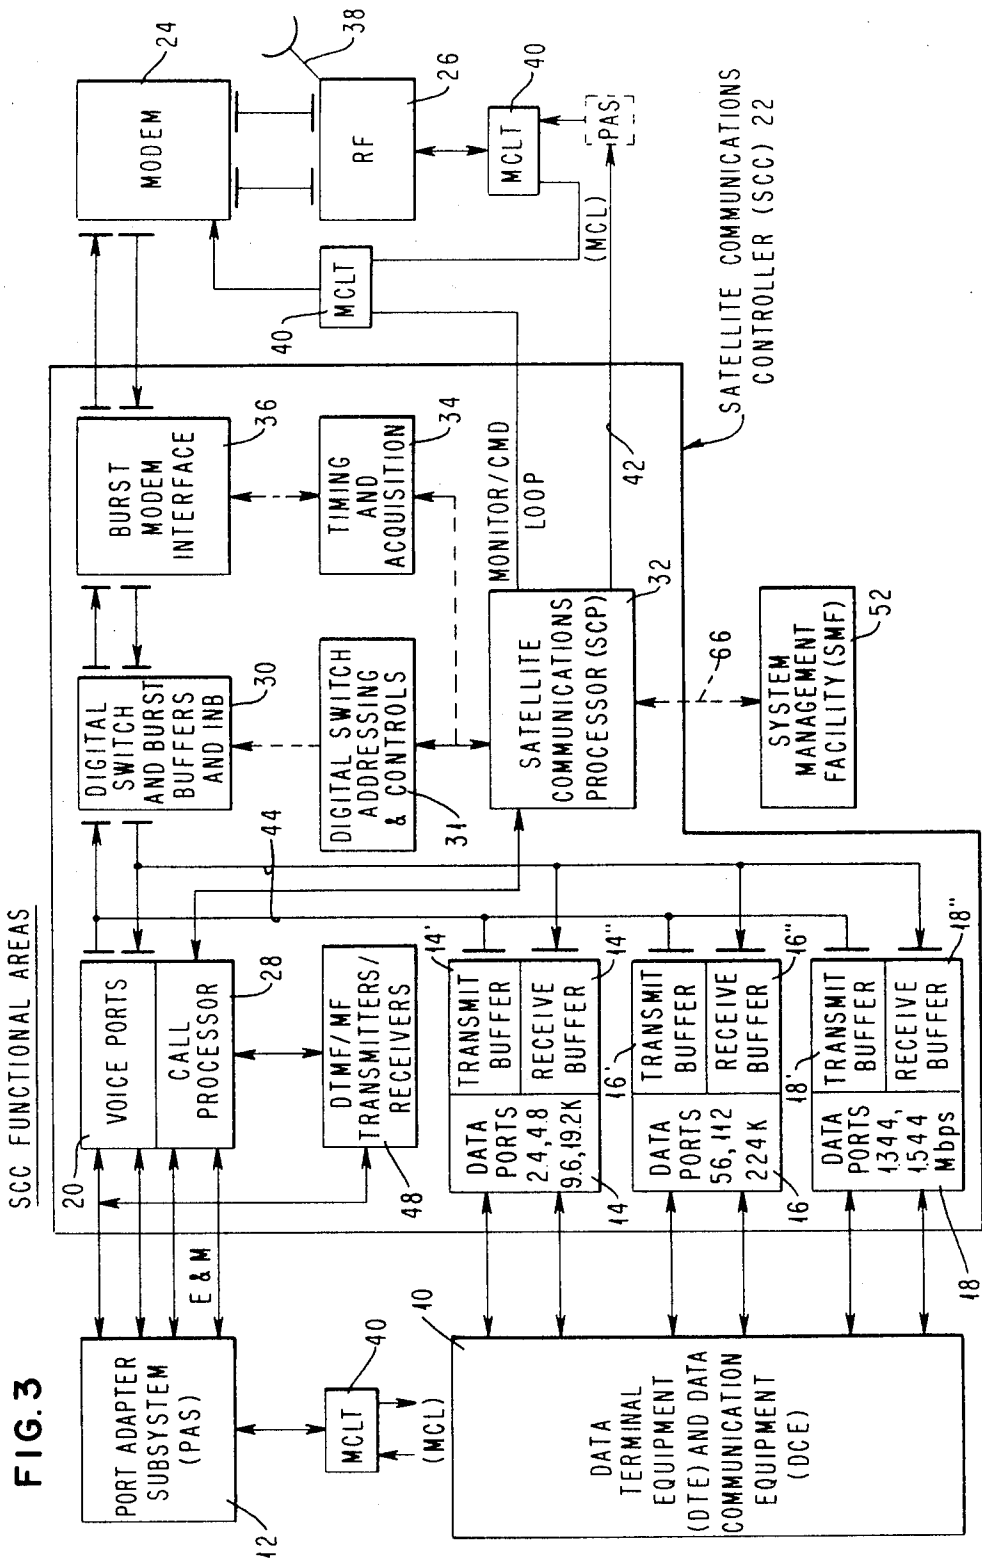 FIG. 3
SCC FUNCTIONAL AREAS
PORT ADAPTER
SUBSYSTEM
(PAS)
12
E & M
MCLT
40
(MCL)
DATA
TERMINAL
EQUIPMENT
(DTE) AND DATA
COMMUNICATION
EQUIPMENT
(DCE)
10
20
VOICE PORTS
CALL
PROCESSOR
28
DTMF/MF
TRANSMITTERS/
RECEIVERS
48
DATA
PORTS
2.4, 4.8
9.6, 19.2K
14
TRANSMIT
BUFFER
14'
RECEIVE
BUFFER
14"
DATA
PORTS
56, 112
224K
16
TRANSMIT
BUFFER
16'
RECEIVE
BUFFER
16"
DATA
PORTS
1.344,
1.544
Mbps
18
TRANSMIT
BUFFER
18'
RECEIVE
BUFFER
18"
44
DIGITAL
SWITCH
AND BURST
BUFFERS
AND INB
30
DIGITAL SWITCH
ADDRESSING
& CONTROLS
31
SATELLITE
COMMUNICATIONS
PROCESSOR (SCP)
32
66
SYSTEM
MANAGEMENT
FACILITY (SMF)
52
BURST
MODEM
INTERFACE
36
TIMING
AND
ACQUISITION
34
MONITOR/CMD
LOOP
42
SATELLITE COMMUNICATIONS
CONTROLLER (SCC) 22
MODEM
24
RF
26
38
MCLT
40
MCLT
40
(MCL)
PAS